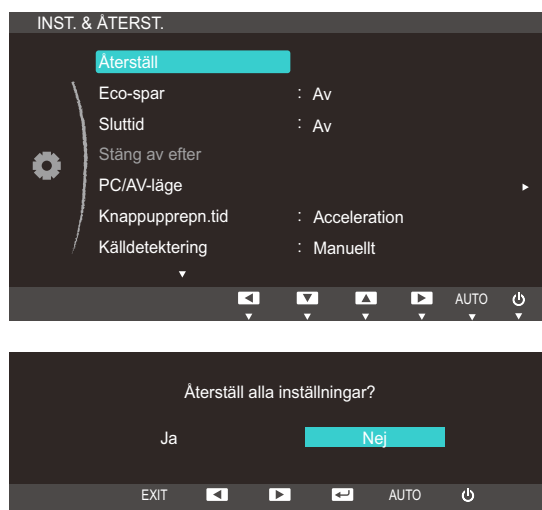 INST. & ÅTERST.
Återställ
Eco-spar : Av
Sluttid : Av
Stäng av efter
PC/AV-läge
Knappupprepn.tid : Acceleration
Källdetektering : Manuellt
AUTO
Återställ alla inställningar?
Ja Nej
EXIT AUTO